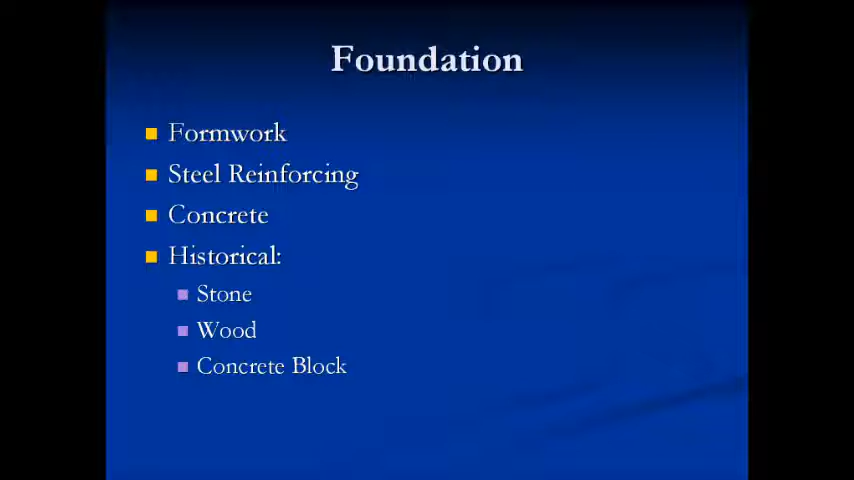 Foundation
Formwork
Steel Reinforcing
Concrete
Historical:
Stone
Wood
Concrete Block